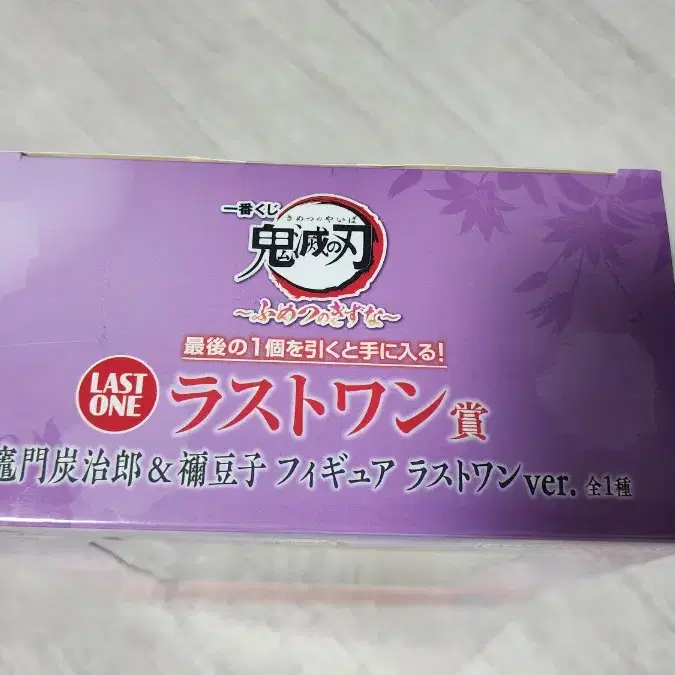 一番くじ
きめつのやいば
鬼滅の刃
～ふめつのきずな～
最後の1個を引くと手に入る!
LAST ONE ラストワン賞
竈門炭治郎&禰豆子 フィギュア ラストワンver. 全1種